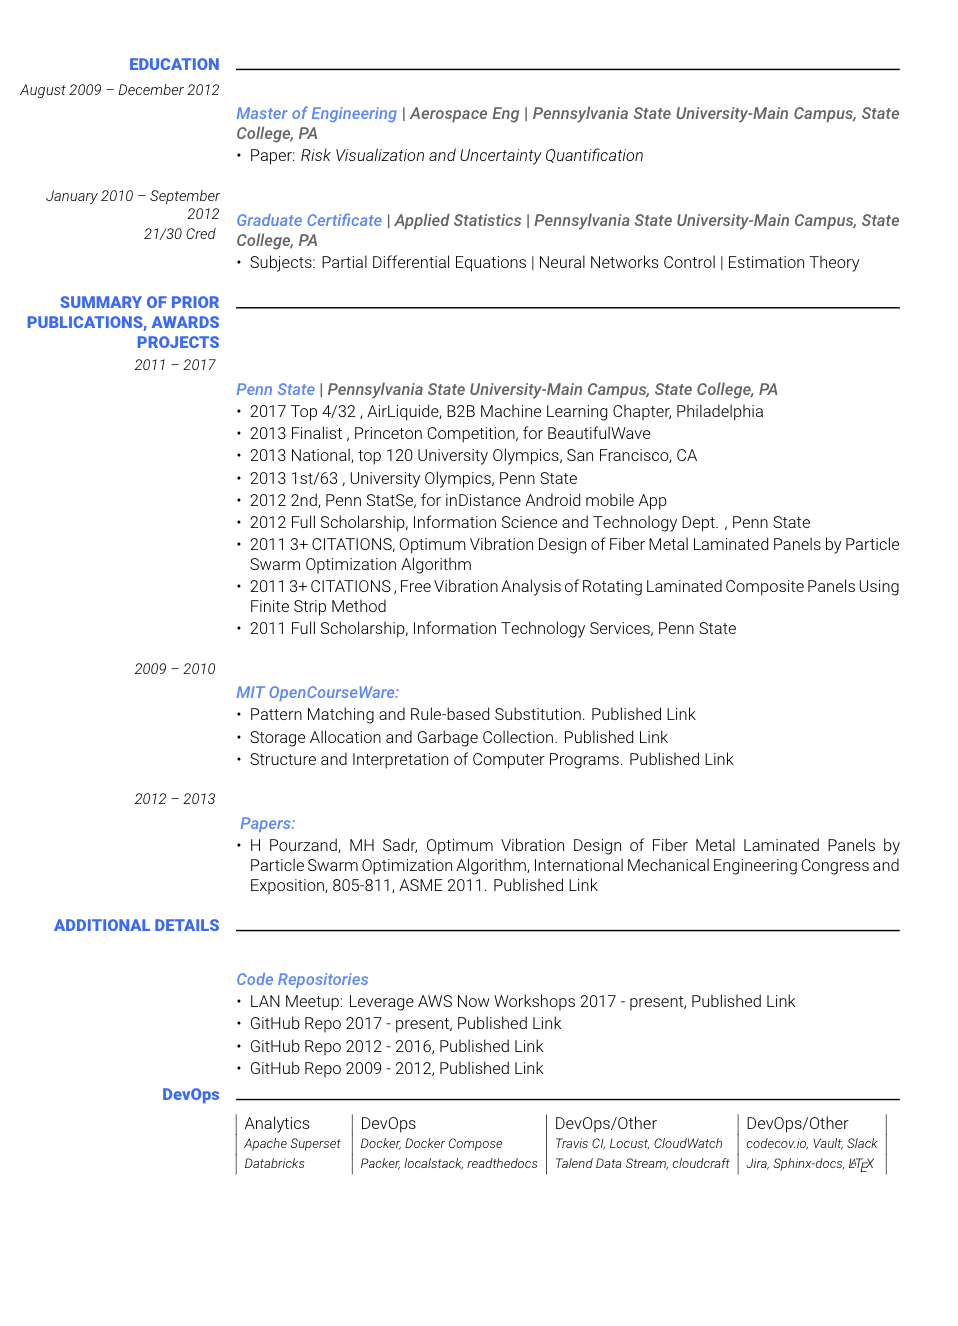 EDUCATION
August 2009 – December 2012
Master of Engineering | Aerospace Eng | Pennsylvania State University-Main Campus, State
College, PA
• Paper: Risk Visualization and Uncertainty Quantification
January 2010 – September
2012
21/30 Cred
Graduate Certificate | Applied Statistics | Pennsylvania State University-Main Campus, State
College, PA
• Subjects: Partial Differential Equations | Neural Networks Control | Estimation Theory
SUMMARY OF PRIOR
PUBLICATIONS, AWARDS
PROJECTS
2011 – 2017
Penn State | Pennsylvania State University-Main Campus, State College, PA
• 2017 Top 4/32 , AirLiquide, B2B Machine Learning Chapter, Philadelphia
• 2013 Finalist , Princeton Competition, for BeautifulWave
• 2013 National, top 120 University Olympics, San Francisco, CA
• 2013 1st/63 , University Olympics, Penn State
• 2012 2nd, Penn StatSe, for inDistance Android mobile App
• 2012 Full Scholarship, Information Science and Technology Dept. , Penn State
• 2011 3+ CITATIONS, Optimum Vibration Design of Fiber Metal Laminated Panels by Particle
Swarm Optimization Algorithm
• 2011 3+ CITATIONS , Free Vibration Analysis of Rotating Laminated Composite Panels Using
Finite Strip Method
• 2011 Full Scholarship, Information Technology Services, Penn State
2009 – 2010
MIT OpenCourseWare:
• Pattern Matching and Rule-based Substitution. Published Link
• Storage Allocation and Garbage Collection. Published Link
• Structure and Interpretation of Computer Programs. Published Link
2012 – 2013
Papers:
• H Pourzand, MH Sadr, Optimum Vibration Design of Fiber Metal Laminated Panels by
Particle Swarm Optimization Algorithm, International Mechanical Engineering Congress and
Exposition, 805-811, ASME 2011. Published Link
ADDITIONAL DETAILS
Code Repositories
• LAN Meetup: Leverage AWS Now Workshops 2017 - present, Published Link
• GitHub Repo 2017 - present, Published Link
• GitHub Repo 2012 - 2016, Published Link
• GitHub Repo 2009 - 2012, Published Link
DevOps
Analytics | DevOps | DevOps/Other | DevOps/Other
Apache Superset | Docker, Docker Compose | Travis CI, Locust, CloudWatch | codecov.io, Vault, Slack
Databricks | Packer, localstack, readthedocs | Talend Data Stream, cloudcraft | Jira, Sphinx-docs, LATEX